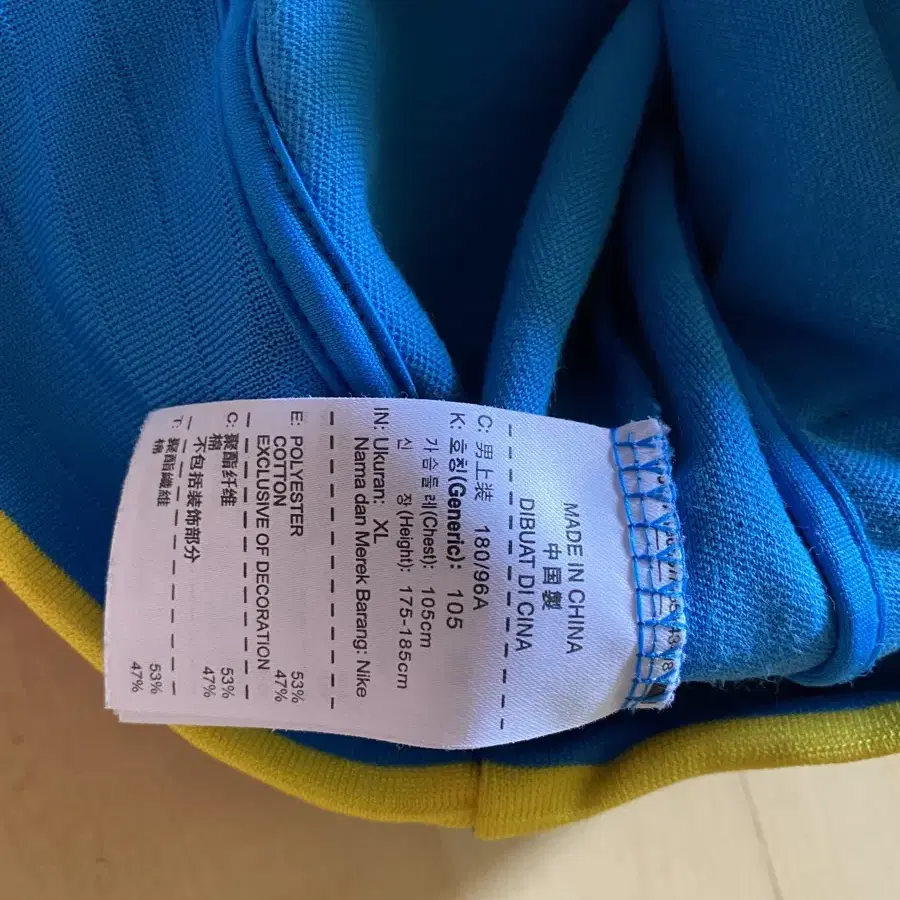 MADE IN CHINA
中国製
DIBUAT DI CINA
C: 男上装 180/96A
K: 호칭(Generic): 105
가슴둘레(Chest): 105cm
신 장(Height): 175-185cm
IN: Ukuran: XL
Nama dan Merek Barang: Nike
E: POLYESTER 53%
COTTON 47%
EXCLUSIVE OF DECORATION
C: 聚酯纤维 53%
棉 47%
不包括装饰部分
T: 聚酯纖維 53%
棉 47%